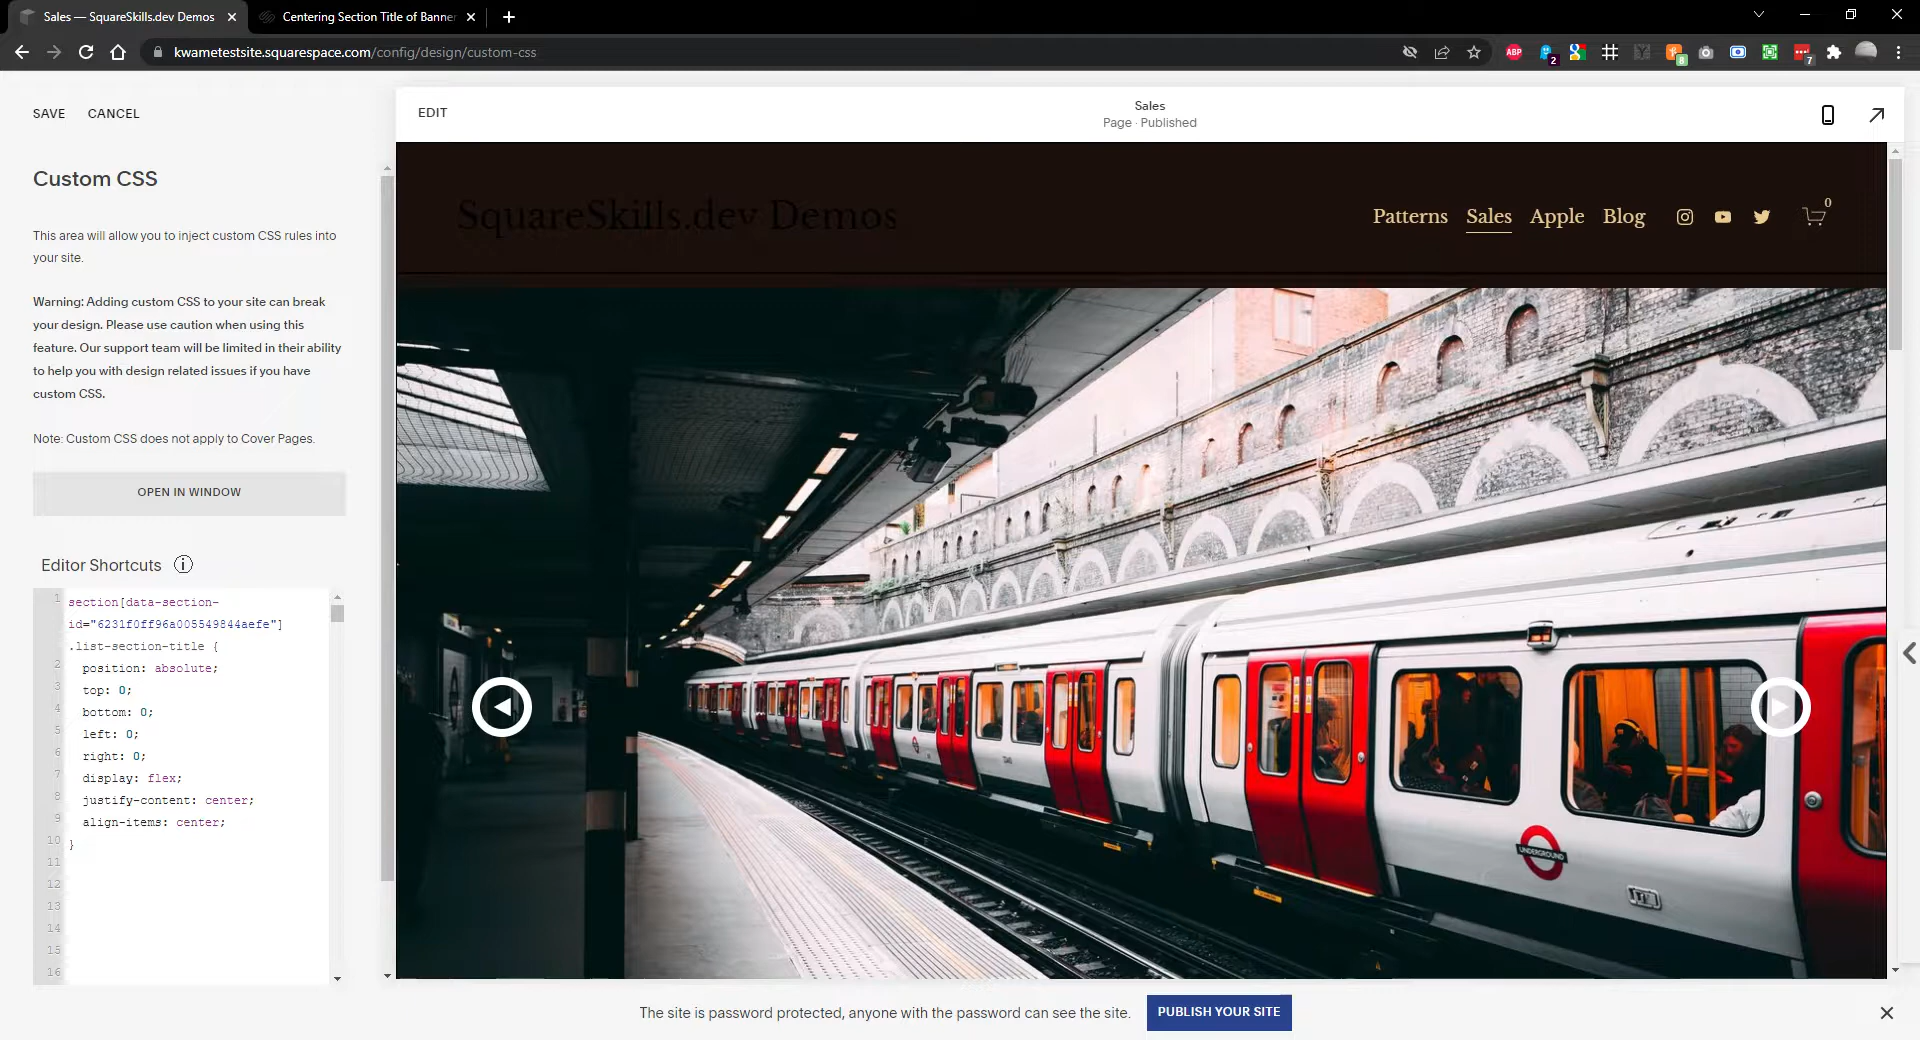 Sales — SquareSkills.dev Demos
Centering Section Title of Banner
kwametestsite.squarespace.com/config/design/custom-css
ABP
2
8
7
SAVE
CANCEL
EDIT
Sales
Page · Published
Custom CSS
This area will allow you to inject custom CSS rules into
your site.
Warning: Adding custom CSS to your site can break
your design. Please use caution when using this
feature. Our support team will be limited in their ability
to help you with design related issues if you have
custom CSS.
Note: Custom CSS does not apply to Cover Pages.
OPEN IN WINDOW
Editor Shortcuts
SquareSkills.dev Demos
Patterns
Sales
Apple
Blog
0
1 section[data-section-
id="6231f0ff96a005549844aefe"]
.list-section-title {
2 position: absolute;
3 top: 0;
4 bottom: 0;
5 left: 0;
6 right: 0;
7 display: flex;
8 justify-content: center;
9 align-items: center;
10 }
11
12
13
14
15
16
UNDERGROUND
The site is password protected, anyone with the password can see the site.
PUBLISH YOUR SITE